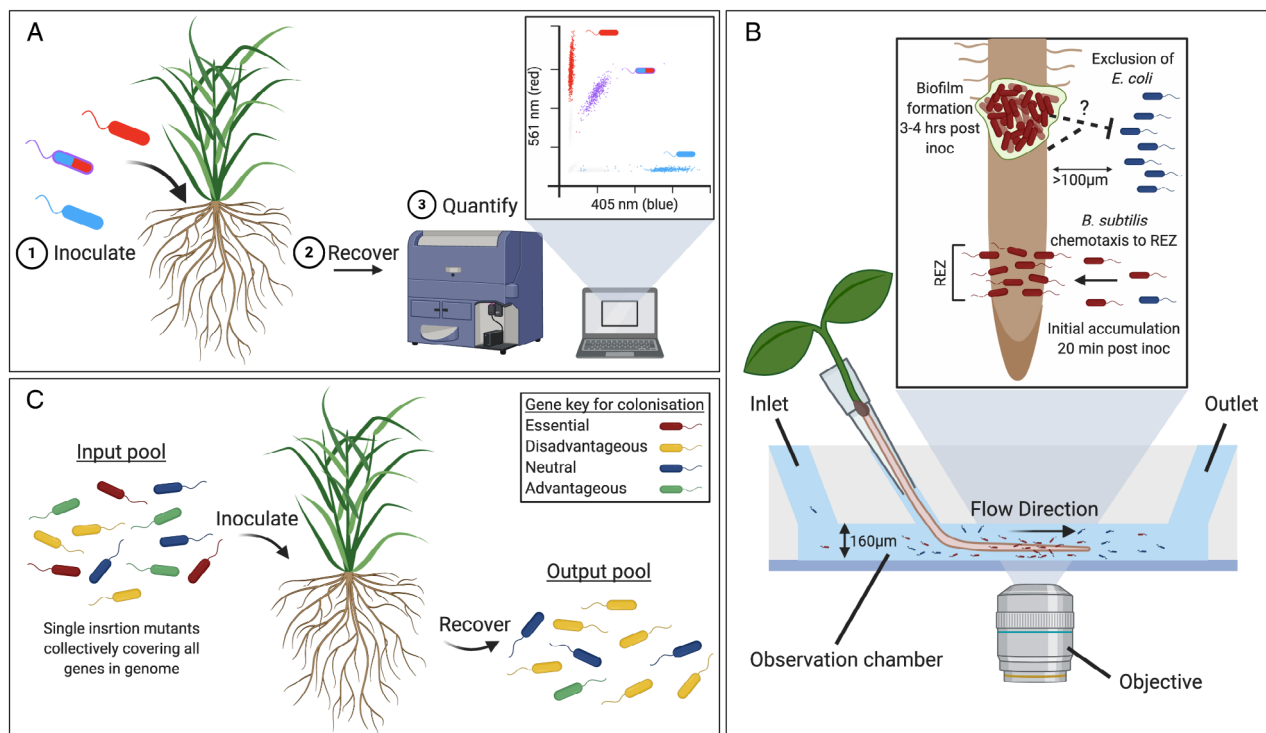 A
1 Inoculate
2 Recover
3 Quantify
561 nm (red)
405 nm (blue)
B
Biofilm
formation
3-4 hrs post
inoc
Exclusion of
E. coli
?
>100µm
B. subtilis
chemotaxis to REZ
REZ
Initial accumulation
20 min post inoc
Inlet
Outlet
Flow Direction
160µm
Observation chamber
Objective
C
Input pool
Inoculate
Single insrtion mutants
collectively covering all
genes in genome
Gene key for colonisation
Essential
Disadvantageous
Neutral
Advantageous
Output pool
Recover